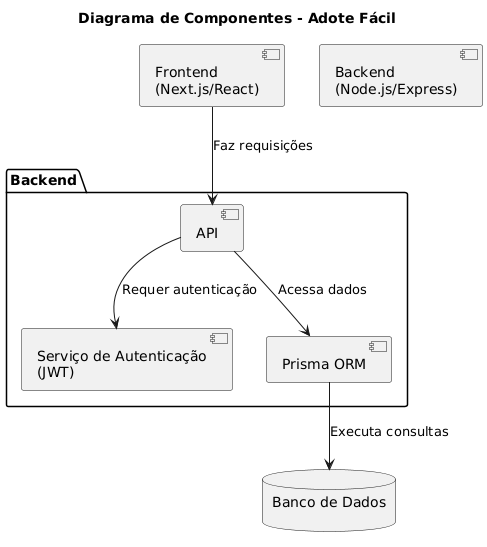 Diagrama de Componentes - Adote Fácil
Frontend
(Next.js/React)
Backend
(Node.js/Express)
Faz requisições
Backend
API
Requer autenticação
Acessa dados
Serviço de Autenticação
(JWT)
Prisma ORM
Executa consultas
Banco de Dados